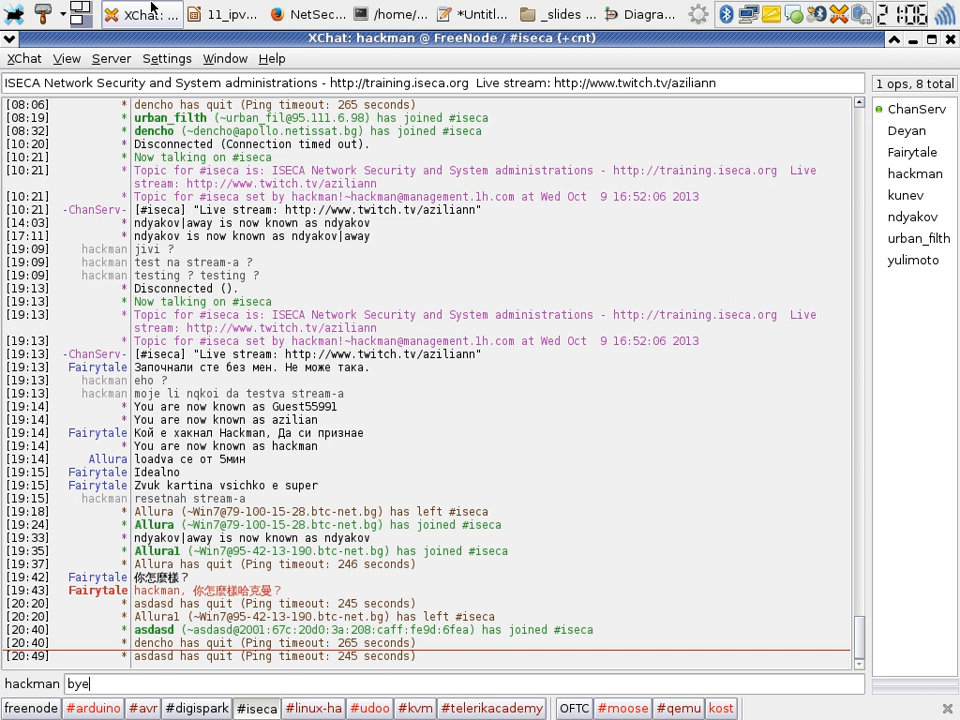 XChat: ...
11_ipv...
NetSec...
/home/...
*Untitl...
_slides ...
Diagra...
21:06
XChat: hackman @ FreeNode / #iseca (+cnt)
XChat View Server Settings Window Help
ISECA Network Security and System administrations - http://training.iseca.org Live stream: http://www.twitch.tv/aziliann
1 ops, 8 total
[08:06] * dencho has quit (Ping timeout: 265 seconds)
[08:19] * urban_filth (~urban_fil@95.111.6.98) has joined #iseca
[08:32] * dencho (~dencho@apollo.netissat.bg) has joined #iseca
[10:20] * Disconnected (Connection timed out).
[10:21] * Now talking on #iseca
[10:21] * Topic for #iseca is: ISECA Network Security and System administrations - http://training.iseca.org Live
stream: http://www.twitch.tv/aziliann
[10:21] * Topic for #iseca set by hackman!~hackman@management.1h.com at Wed Oct 9 16:52:06 2013
[10:21] -ChanServ- [#iseca] "Live stream: http://www.twitch.tv/aziliann"
[14:03] * ndyakov|away is now known as ndyakov
[17:11] * ndyakov is now known as ndyakov|away
[19:09] hackman jivi ?
[19:09] hackman test na stream-a ?
[19:09] hackman testing ? testing ?
[19:13] * Disconnected ().
[19:13] * Now talking on #iseca
[19:13] * Topic for #iseca is: ISECA Network Security and System administrations - http://training.iseca.org Live
stream: http://www.twitch.tv/aziliann
[19:13] * Topic for #iseca set by hackman!~hackman@management.1h.com at Wed Oct 9 16:52:06 2013
[19:13] -ChanServ- [#iseca] "Live stream: http://www.twitch.tv/aziliann"
[19:13] Fairytale Започнали сте без мен. Не може така.
[19:13] hackman eho ?
[19:13] hackman moje li nqkoi da testva stream-a
[19:14] * You are now known as Guest55991
[19:14] * You are now known as azilian
[19:14] Fairytale Кой е хакнал Hackman, Да си признае
[19:14] * You are now known as hackman
[19:14] Allura loadва се от 5мин
[19:15] Fairytale Idealno
[19:15] Fairytale Zvuk kartina vsichko e super
[19:15] hackman resetnah stream-a
[19:18] * Allura (~Win7@79-100-15-28.btc-net.bg) has left #iseca
[19:24] * Allura (~Win7@79-100-15-28.btc-net.bg) has joined #iseca
[19:33] * ndyakov|away is now known as ndyakov
[19:35] * Allura1 (~Win7@95-42-13-190.btc-net.bg) has joined #iseca
[19:37] * Allura has quit (Ping timeout: 246 seconds)
[19:42] Fairytale 你怎麼樣？
[19:43] Fairytale hackman, 你怎麼樣哈克曼？
[20:20] * asdasd has quit (Ping timeout: 245 seconds)
[20:20] * Allura1 (~Win7@95-42-13-190.btc-net.bg) has left #iseca
[20:40] * asdasd (~asdasd@2001:67c:20d0:3a:208:caff:fe9d:6fea) has joined #iseca
[20:40] * dencho has quit (Ping timeout: 265 seconds)
[20:49] * asdasd has quit (Ping timeout: 245 seconds)
ChanServ
Deyan
Fairytale
hackman
kunev
ndyakov
urban_filth
yulimoto
hackman bye
freenode #arduino #avr #digispark #iseca #linux-ha #udoo #kvm #telerikacademy OFTC #moose #qemu kost